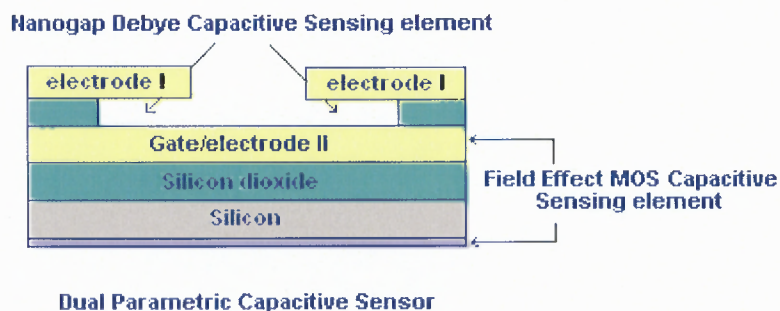 Nanogap Debye Capacitive Sensing element
electrode I
electrode I
Gate/electrode II
Silicon dioxide
Silicon
Field Effect MOS Capacitive
Sensing element
Dual Parametric Capacitive Sensor